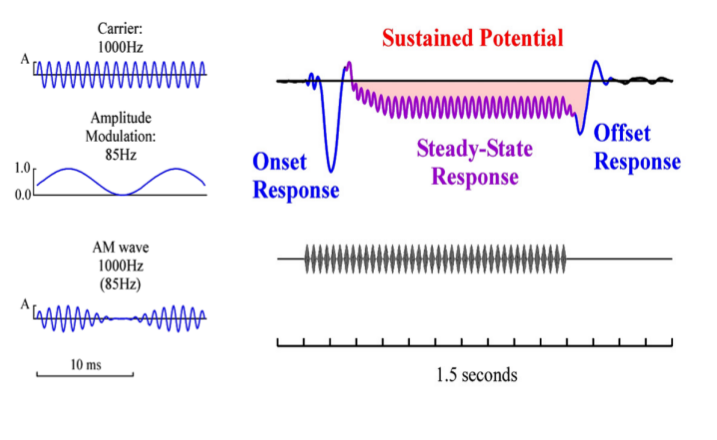 Carrier:
1000Hz
A
Amplitude
Modulation:
85Hz
1.0
0.0
AM wave
1000Hz
(85Hz)
A
10 ms
Sustained Potential
Onset
Response
Steady-State
Response
Offset
Response
1.5 seconds